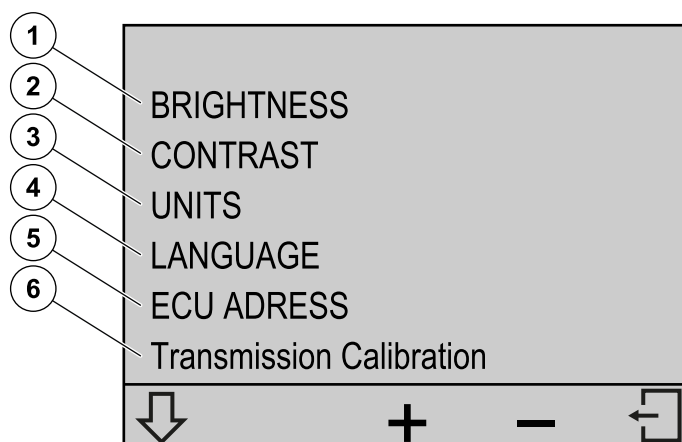 1
BRIGHTNESS
2
CONTRAST
3
UNITS
4
LANGUAGE
5
ECU ADRESS
6
Transmission Calibration
+ −